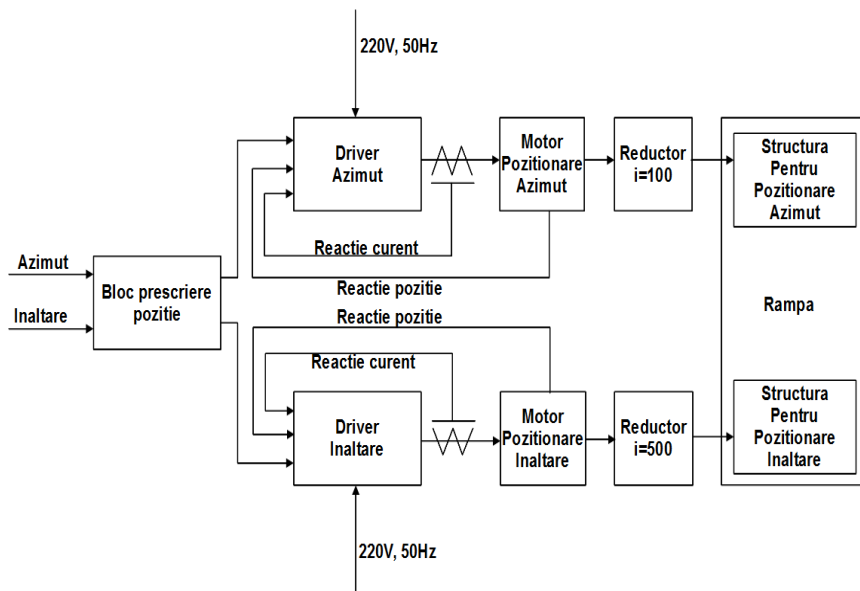 220V, 50Hz
Driver
Azimut
Motor
Pozitionare
Azimut
Reductor
i=100
Structura
Pentru
Pozitionare
Azimut
Reactie curent
Azimut
Bloc prescriere
pozitie
Inaltare
Reactie pozitie
Reactie pozitie
Rampa
Reactie curent
Driver
Inaltare
Motor
Pozitionare
Inaltare
Reductor
i=500
Structura
Pentru
Pozitionare
Inaltare
220V, 50Hz